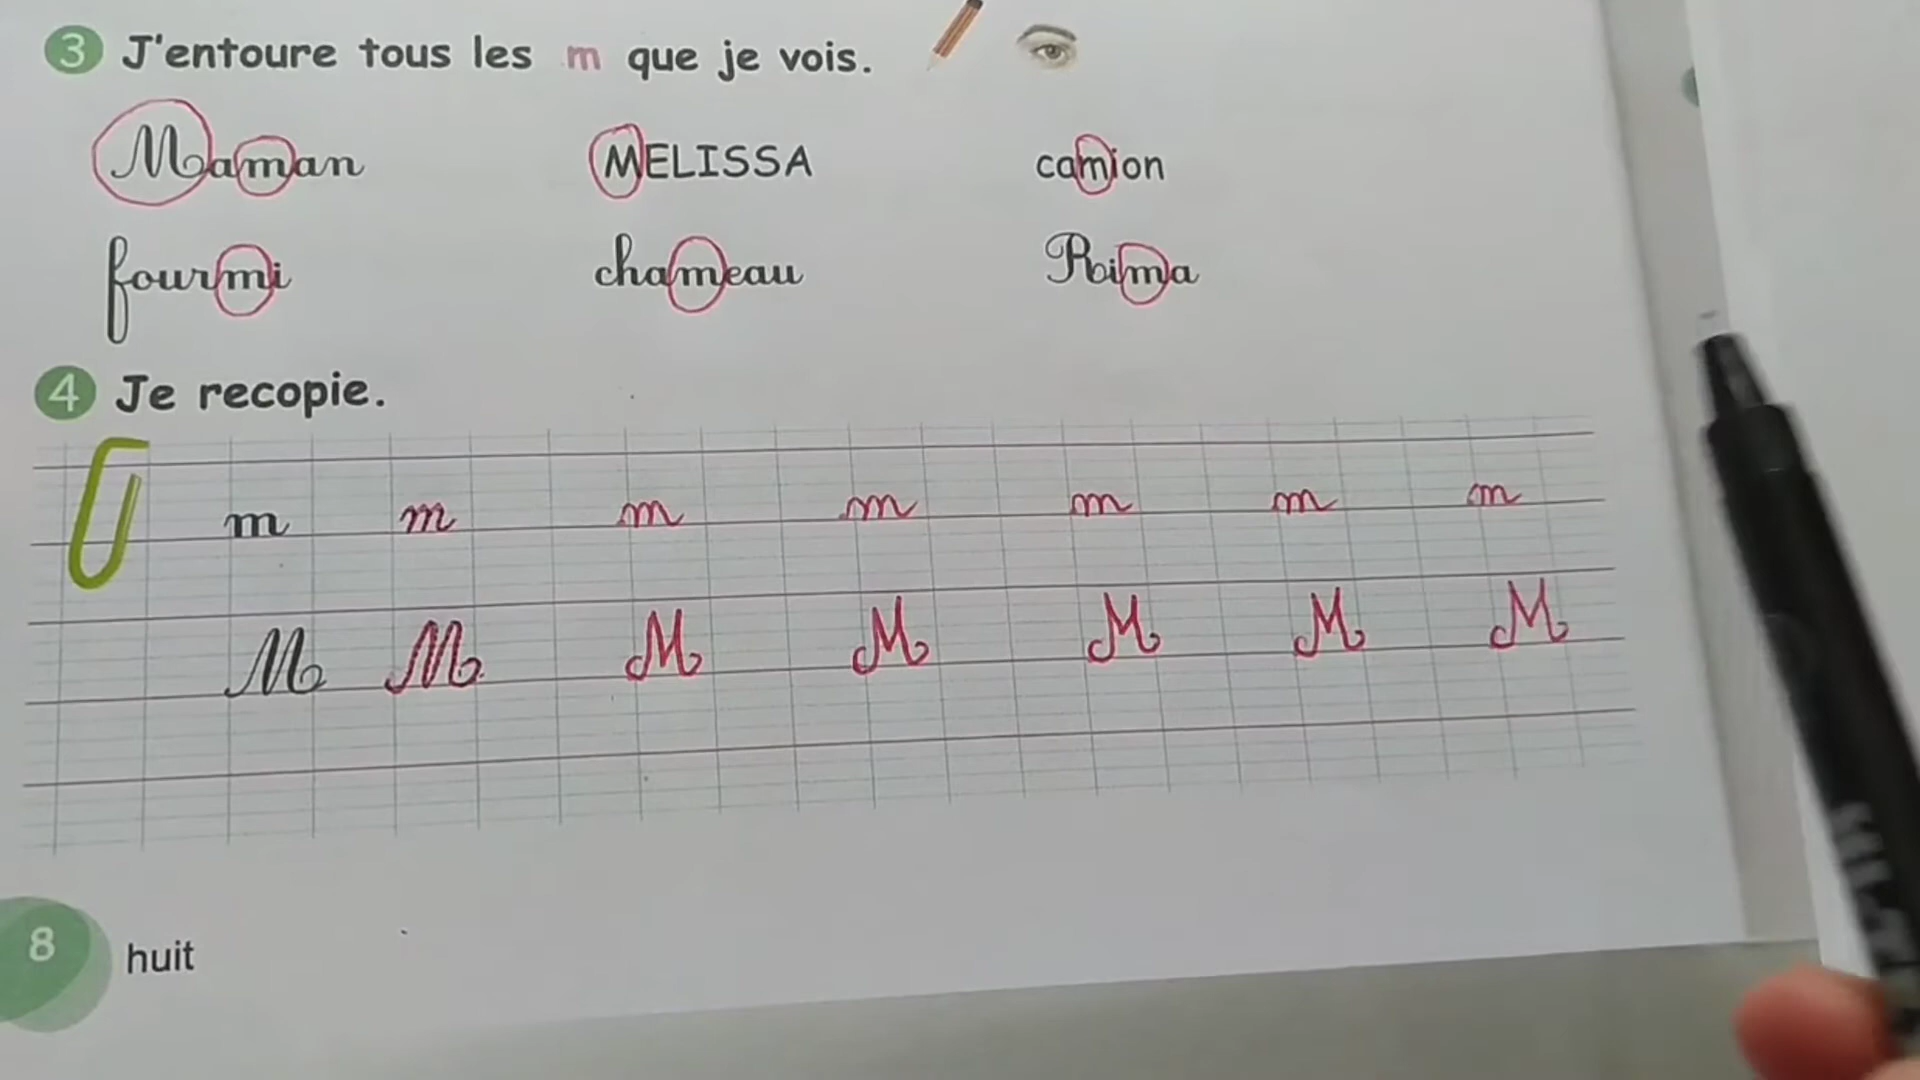 3 J'entoure tous les m que je vois.
Maman MELISSA camion
fourmi chameau Rima
4 Je recopie.
m m m m m m m
M M M M M M M
8 huit